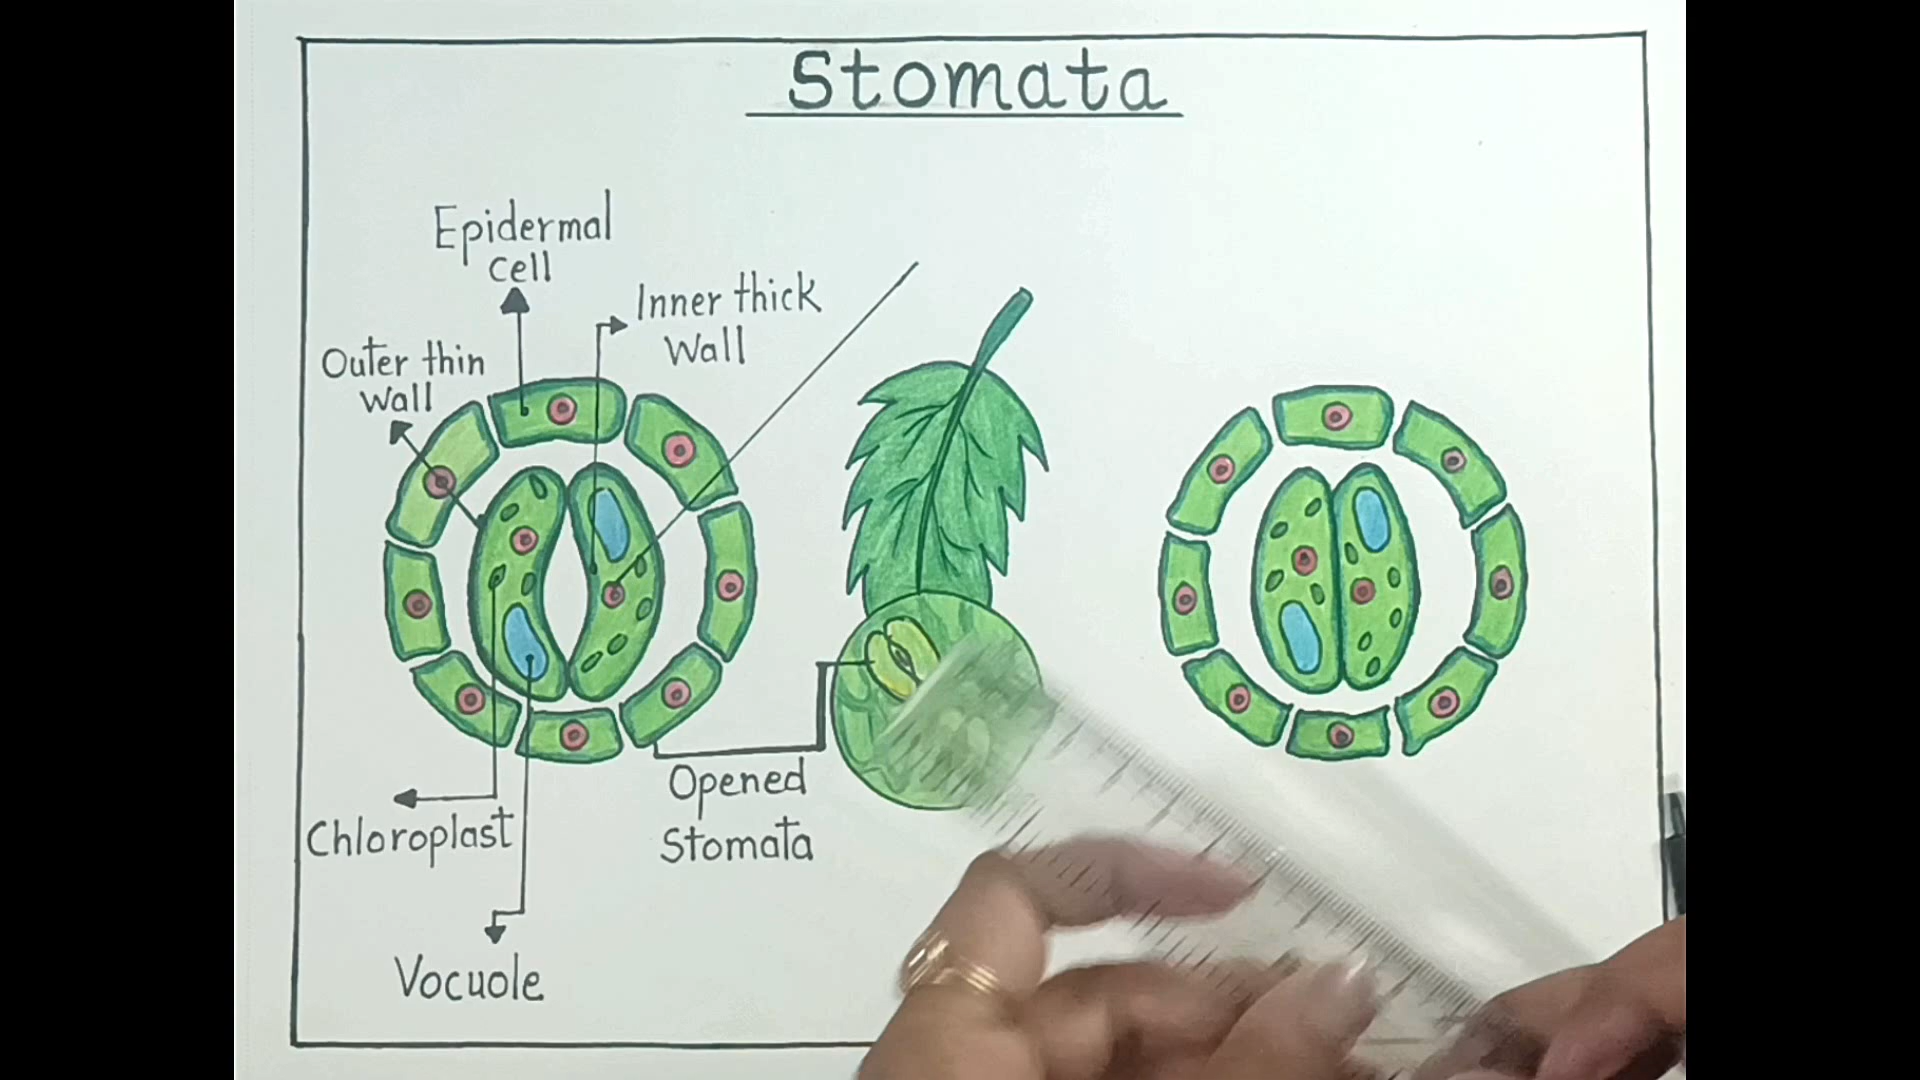 Stomata
Epidermal
cell
Inner thick
Wall
Outer thin
Wall
Opened
Stomata
Chloroplast
Vocuole